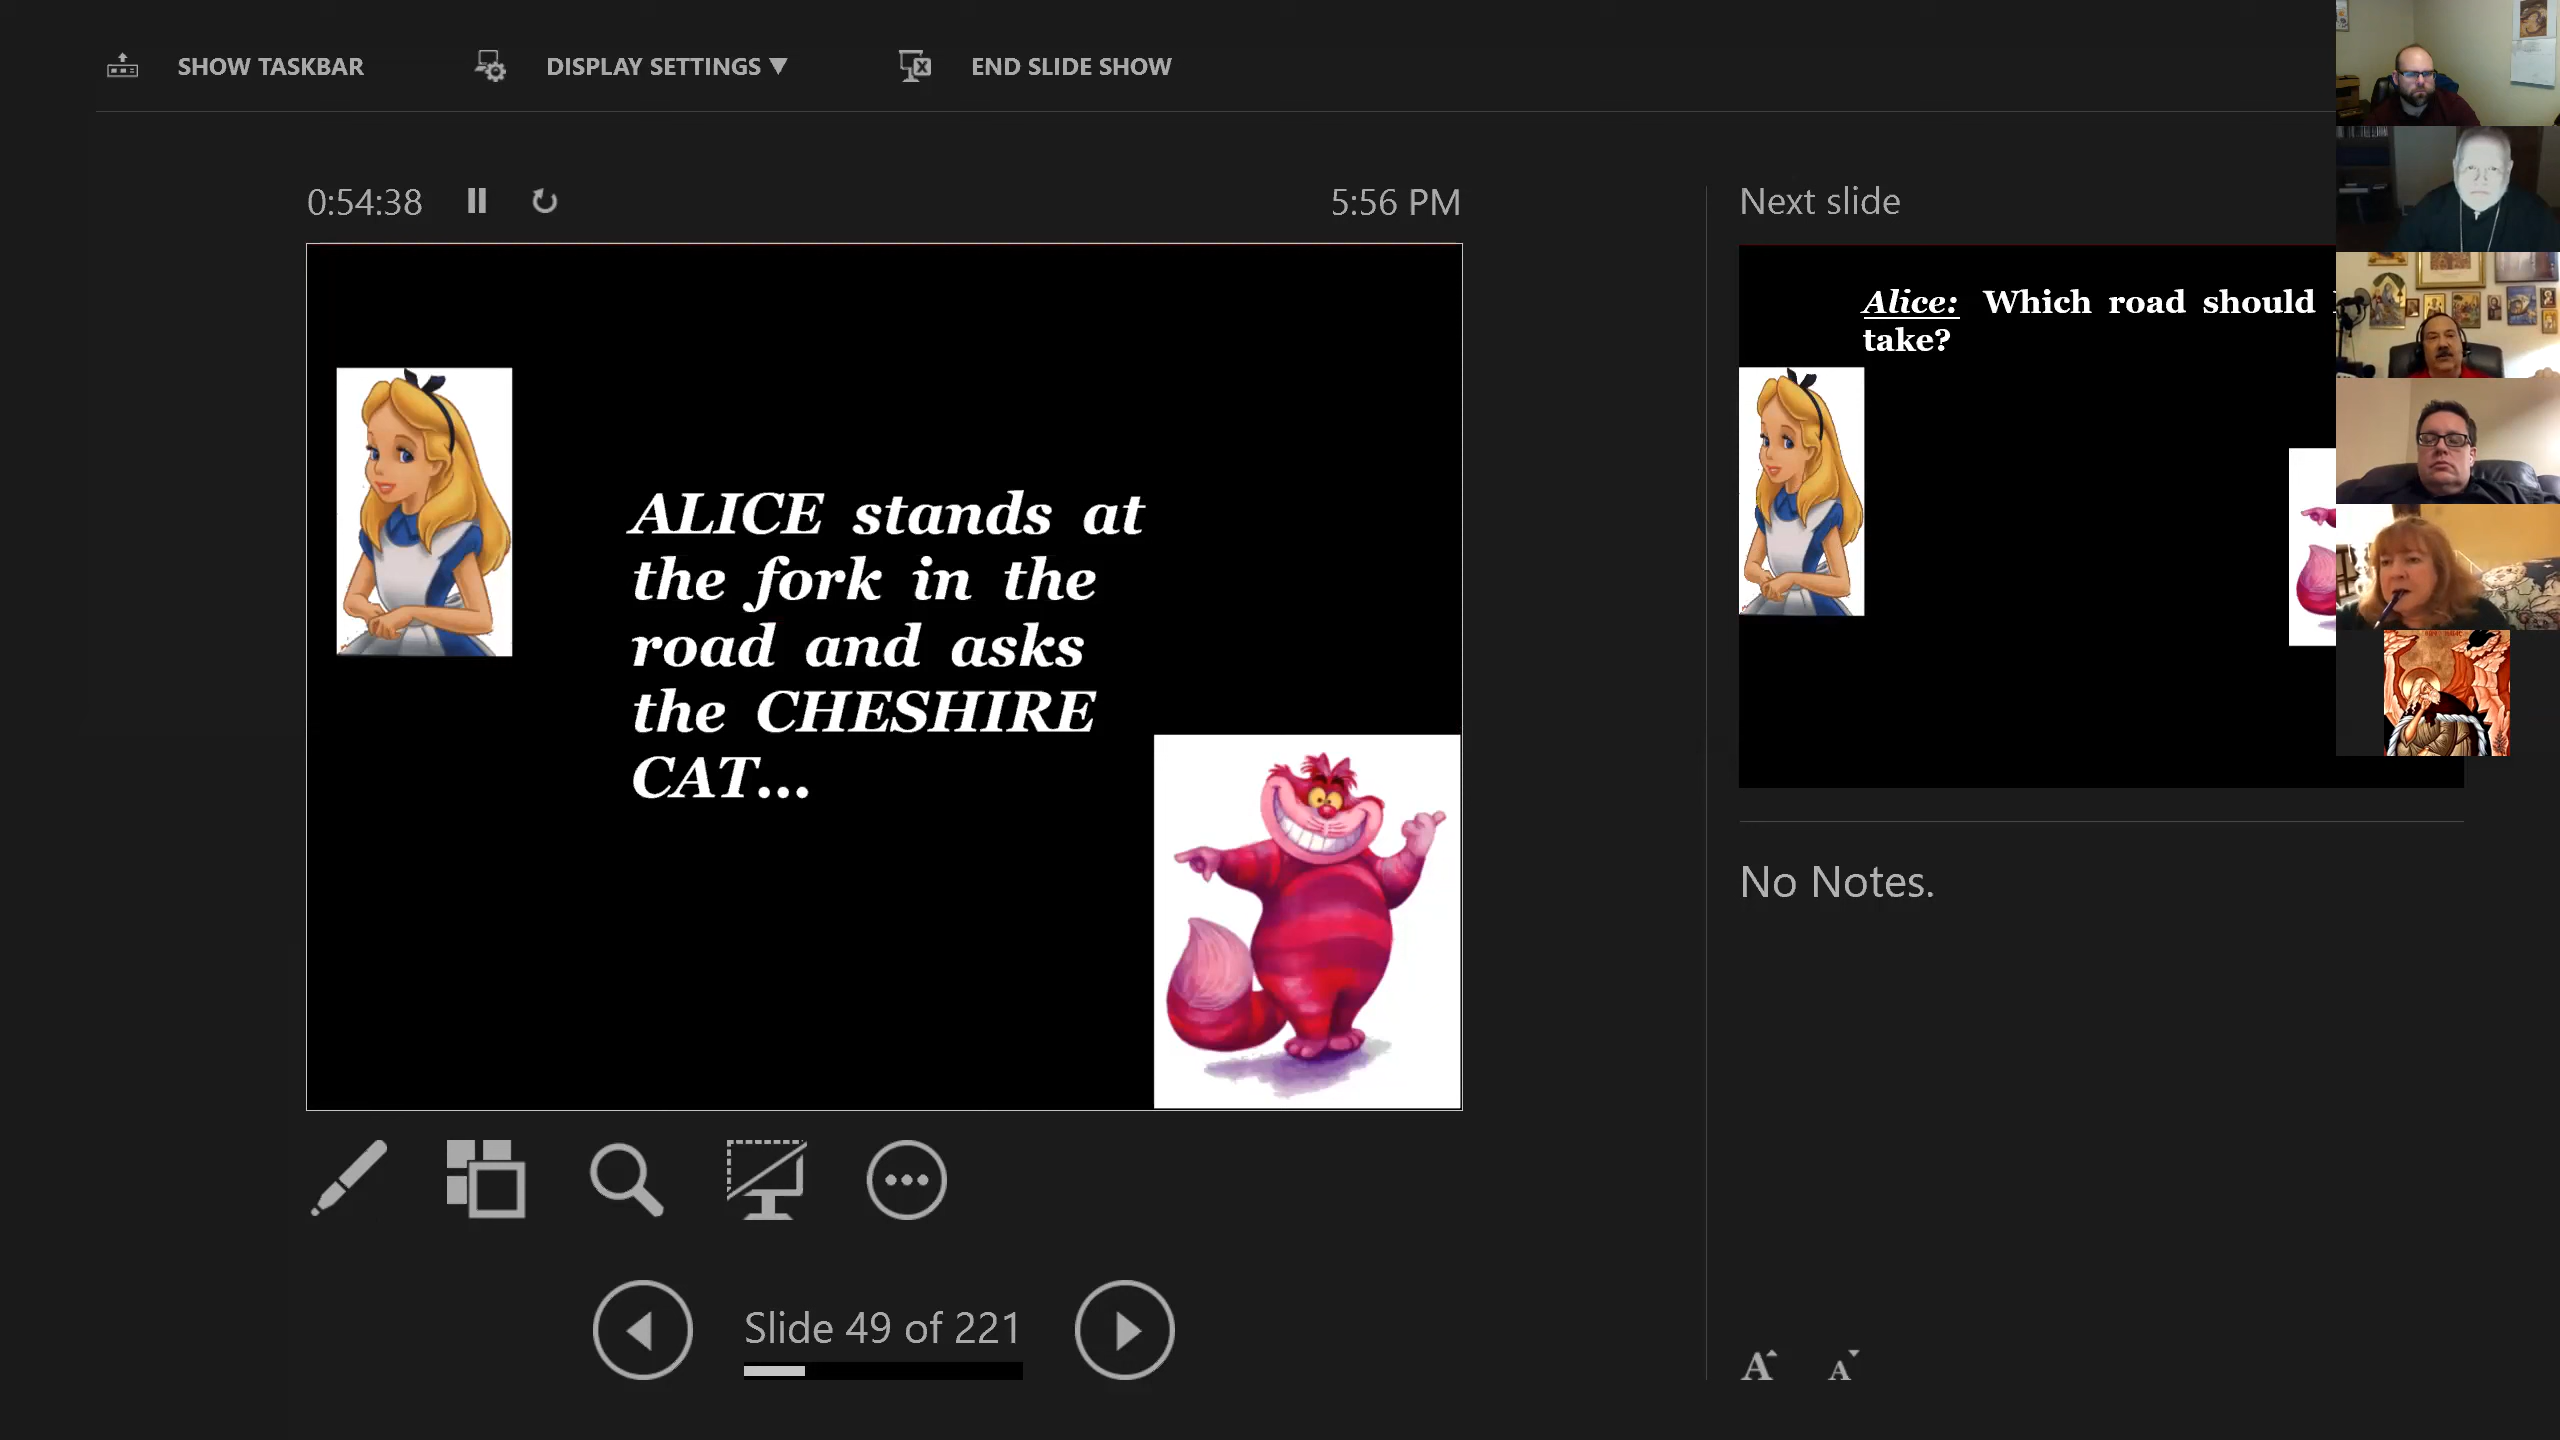 SHOW TASKBAR
DISPLAY SETTINGS ▼
END SLIDE SHOW
0:54:38
5:56 PM
ALICE stands at
the fork in the
road and asks
the CHESHIRE
CAT...
Slide 49 of 221
Next slide
Alice: Which road should
take?
No Notes.
A
A